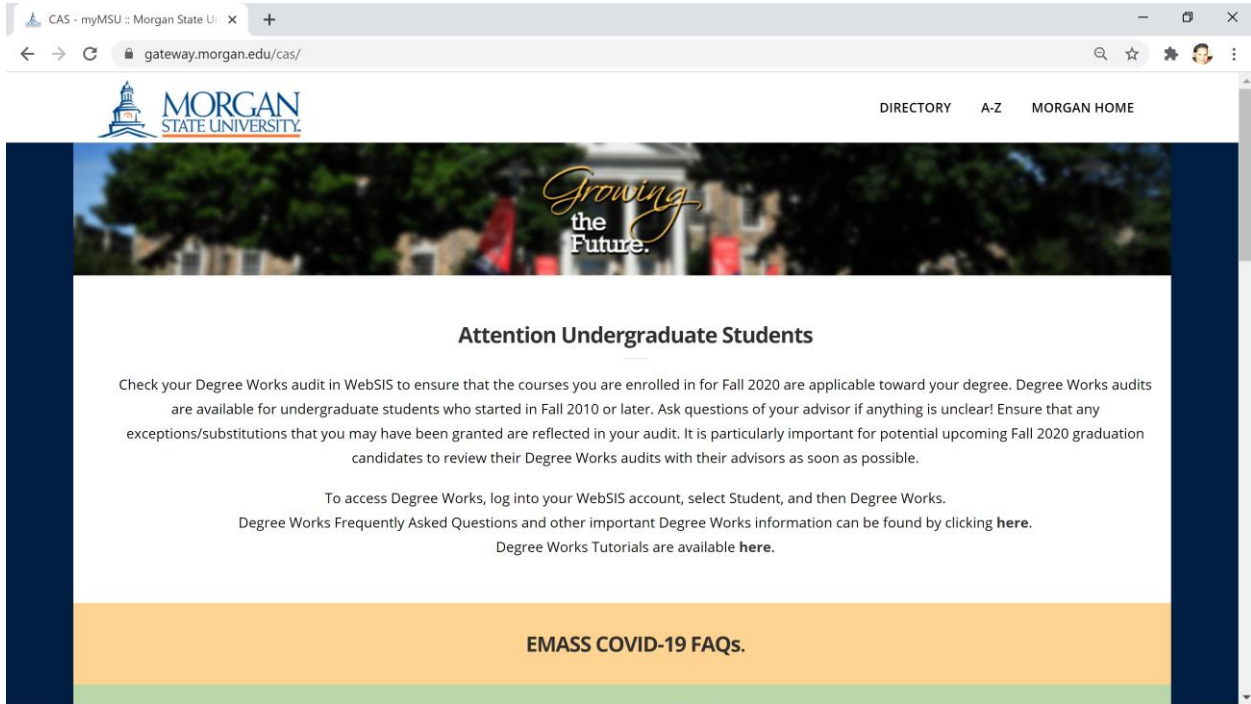 CAS - myMSU :: Morgan State Un
gateway.morgan.edu/cas/
MORGAN
STATE UNIVERSITY.
DIRECTORY A-Z MORGAN HOME
Growing
the
Future.
Attention Undergraduate Students
Check your Degree Works audit in WebSIS to ensure that the courses you are enrolled in for Fall 2020 are applicable toward your degree. Degree Works audits
are available for undergraduate students who started in Fall 2010 or later. Ask questions of your advisor if anything is unclear! Ensure that any
exceptions/substitutions that you may have been granted are reflected in your audit. It is particularly important for potential upcoming Fall 2020 graduation
candidates to review their Degree Works audits with their advisors as soon as possible.
To access Degree Works, log into your WebSIS account, select Student, and then Degree Works.
Degree Works Frequently Asked Questions and other important Degree Works information can be found by clicking here.
Degree Works Tutorials are available here.
EMASS COVID-19 FAQs.